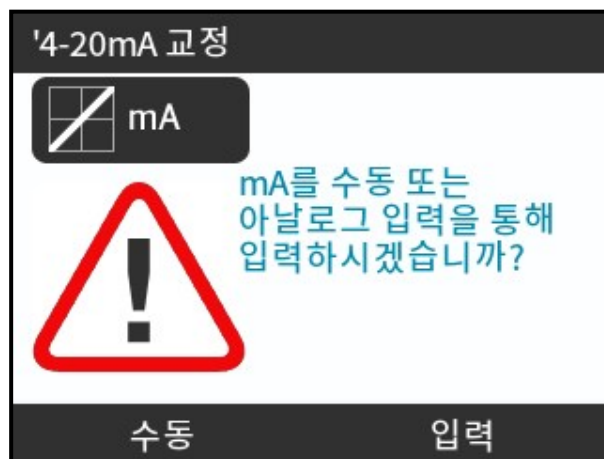 '4-20mA 교정
mA
mA를 수동 또는
아날로그 입력을 통해
입력하시겠습니까?
!
수동 입력